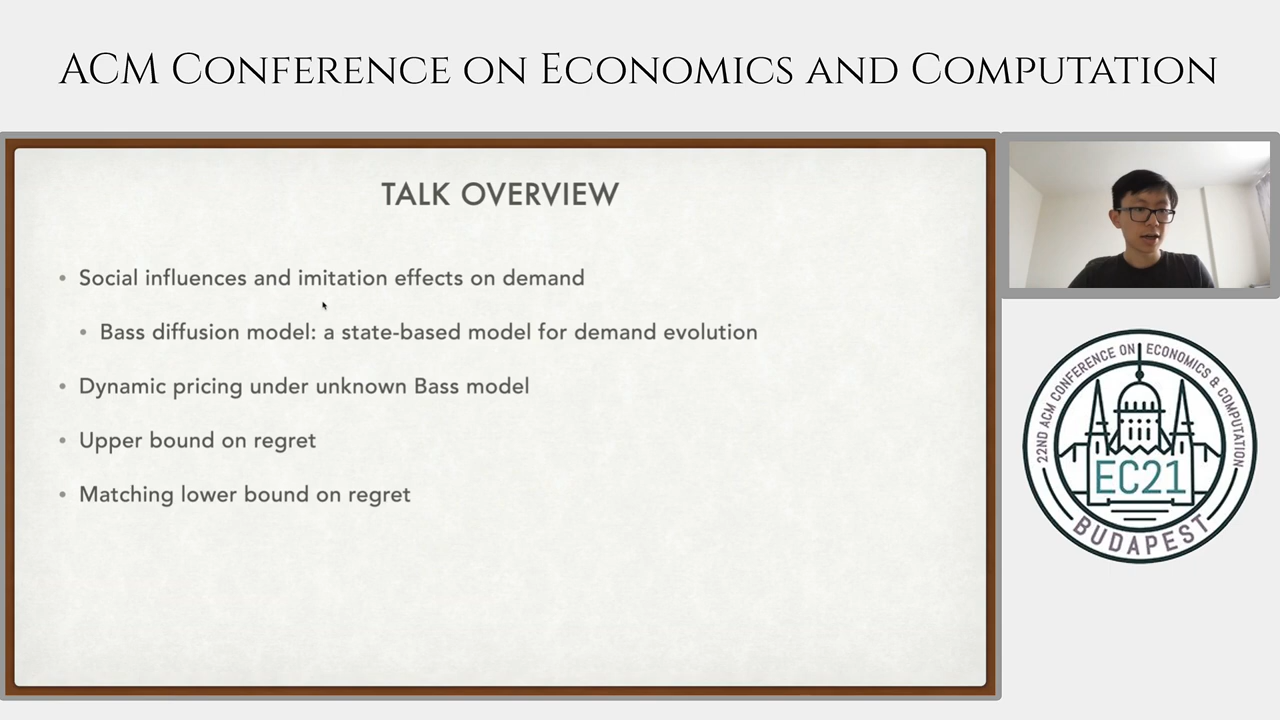 ACM Conference on Economics and Computation
TALK OVERVIEW
• Social influences and imitation effects on demand
• Bass diffusion model: a state-based model for demand evolution
• Dynamic pricing under unknown Bass model
• Upper bound on regret
• Matching lower bound on regret
22ND ACM CONFERENCE ON ECONOMICS & COMPUTATION
EC21
BUDAPEST